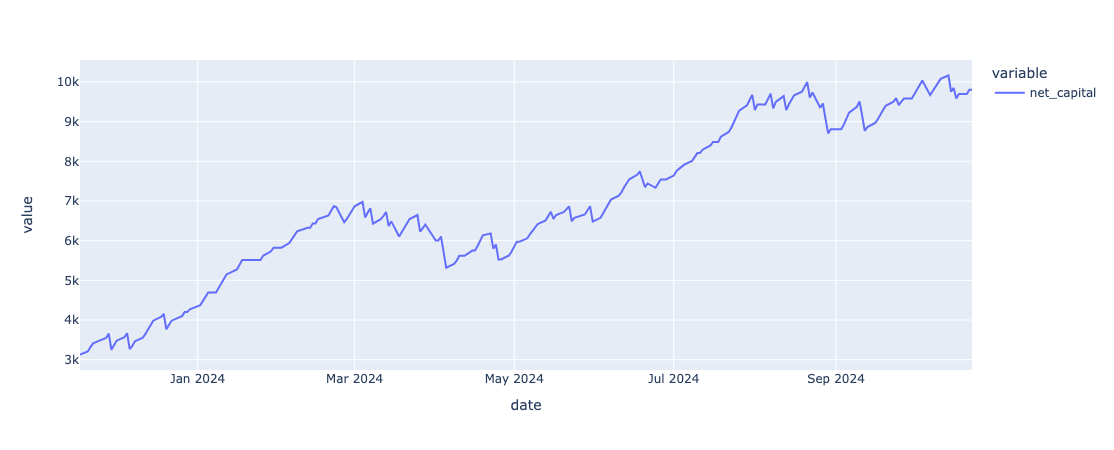 variable
net_capital
value
10k
9k
8k
7k
6k
5k
4k
3k
Jan 2024
Mar 2024
May 2024
Jul 2024
Sep 2024
date